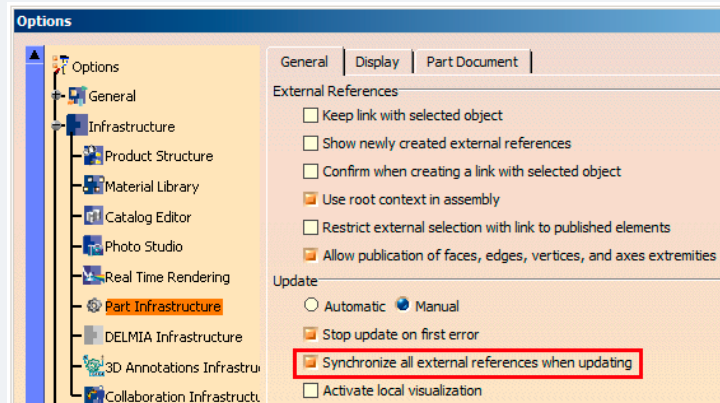 Options
Options
General
Infrastructure
Product Structure
Material Library
Catalog Editor
Photo Studio
Real Time Rendering
Part Infrastructure
DELMIA Infrastructure
3D Annotations Infrastru
Collaboration Infrastructu
General Display Part Document
External References
Keep link with selected object
Show newly created external references
Confirm when creating a link with selected object
Use root context in assembly
Restrict external selection with link to published elements
Allow publication of faces, edges, vertices, and axes extremities
Update
Automatic Manual
Stop update on first error
Synchronize all external references when updating
Activate local visualization